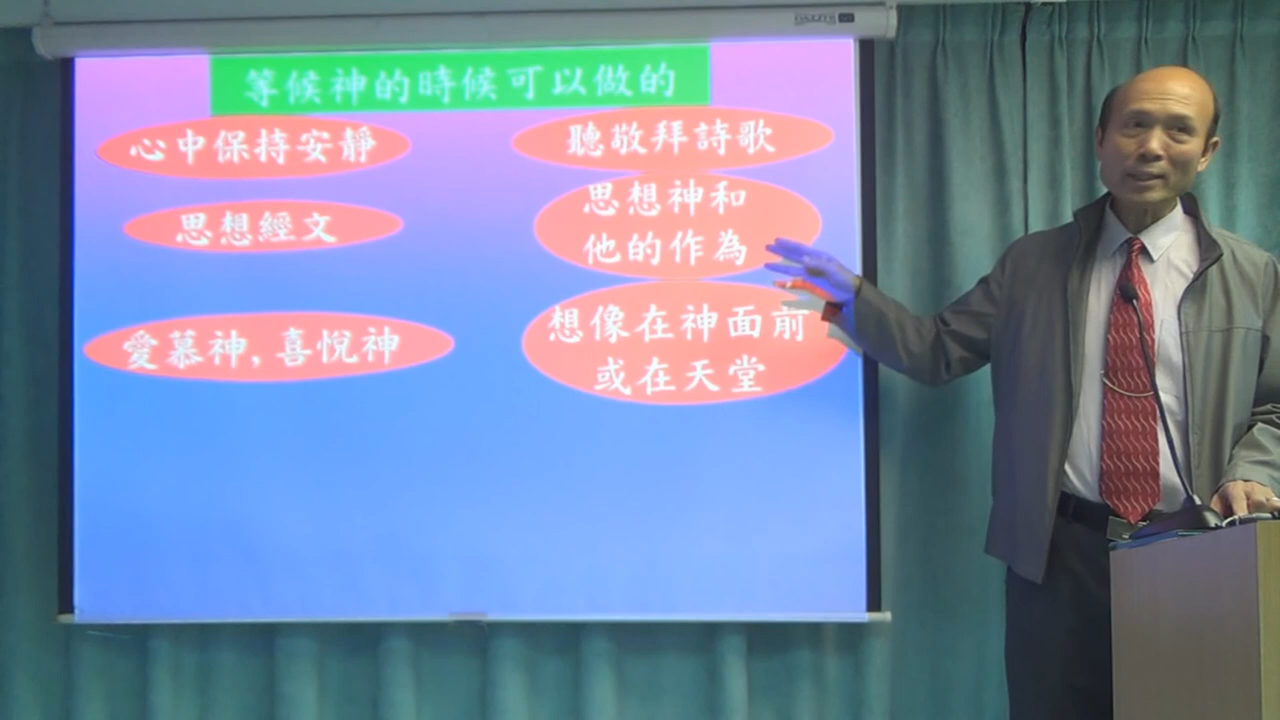 等候神的時候可以做的
心中保持安靜
聽敬拜詩歌
思想經文
思想神和
他的作為
愛慕神,喜悅神
想像在神面前
或在天堂